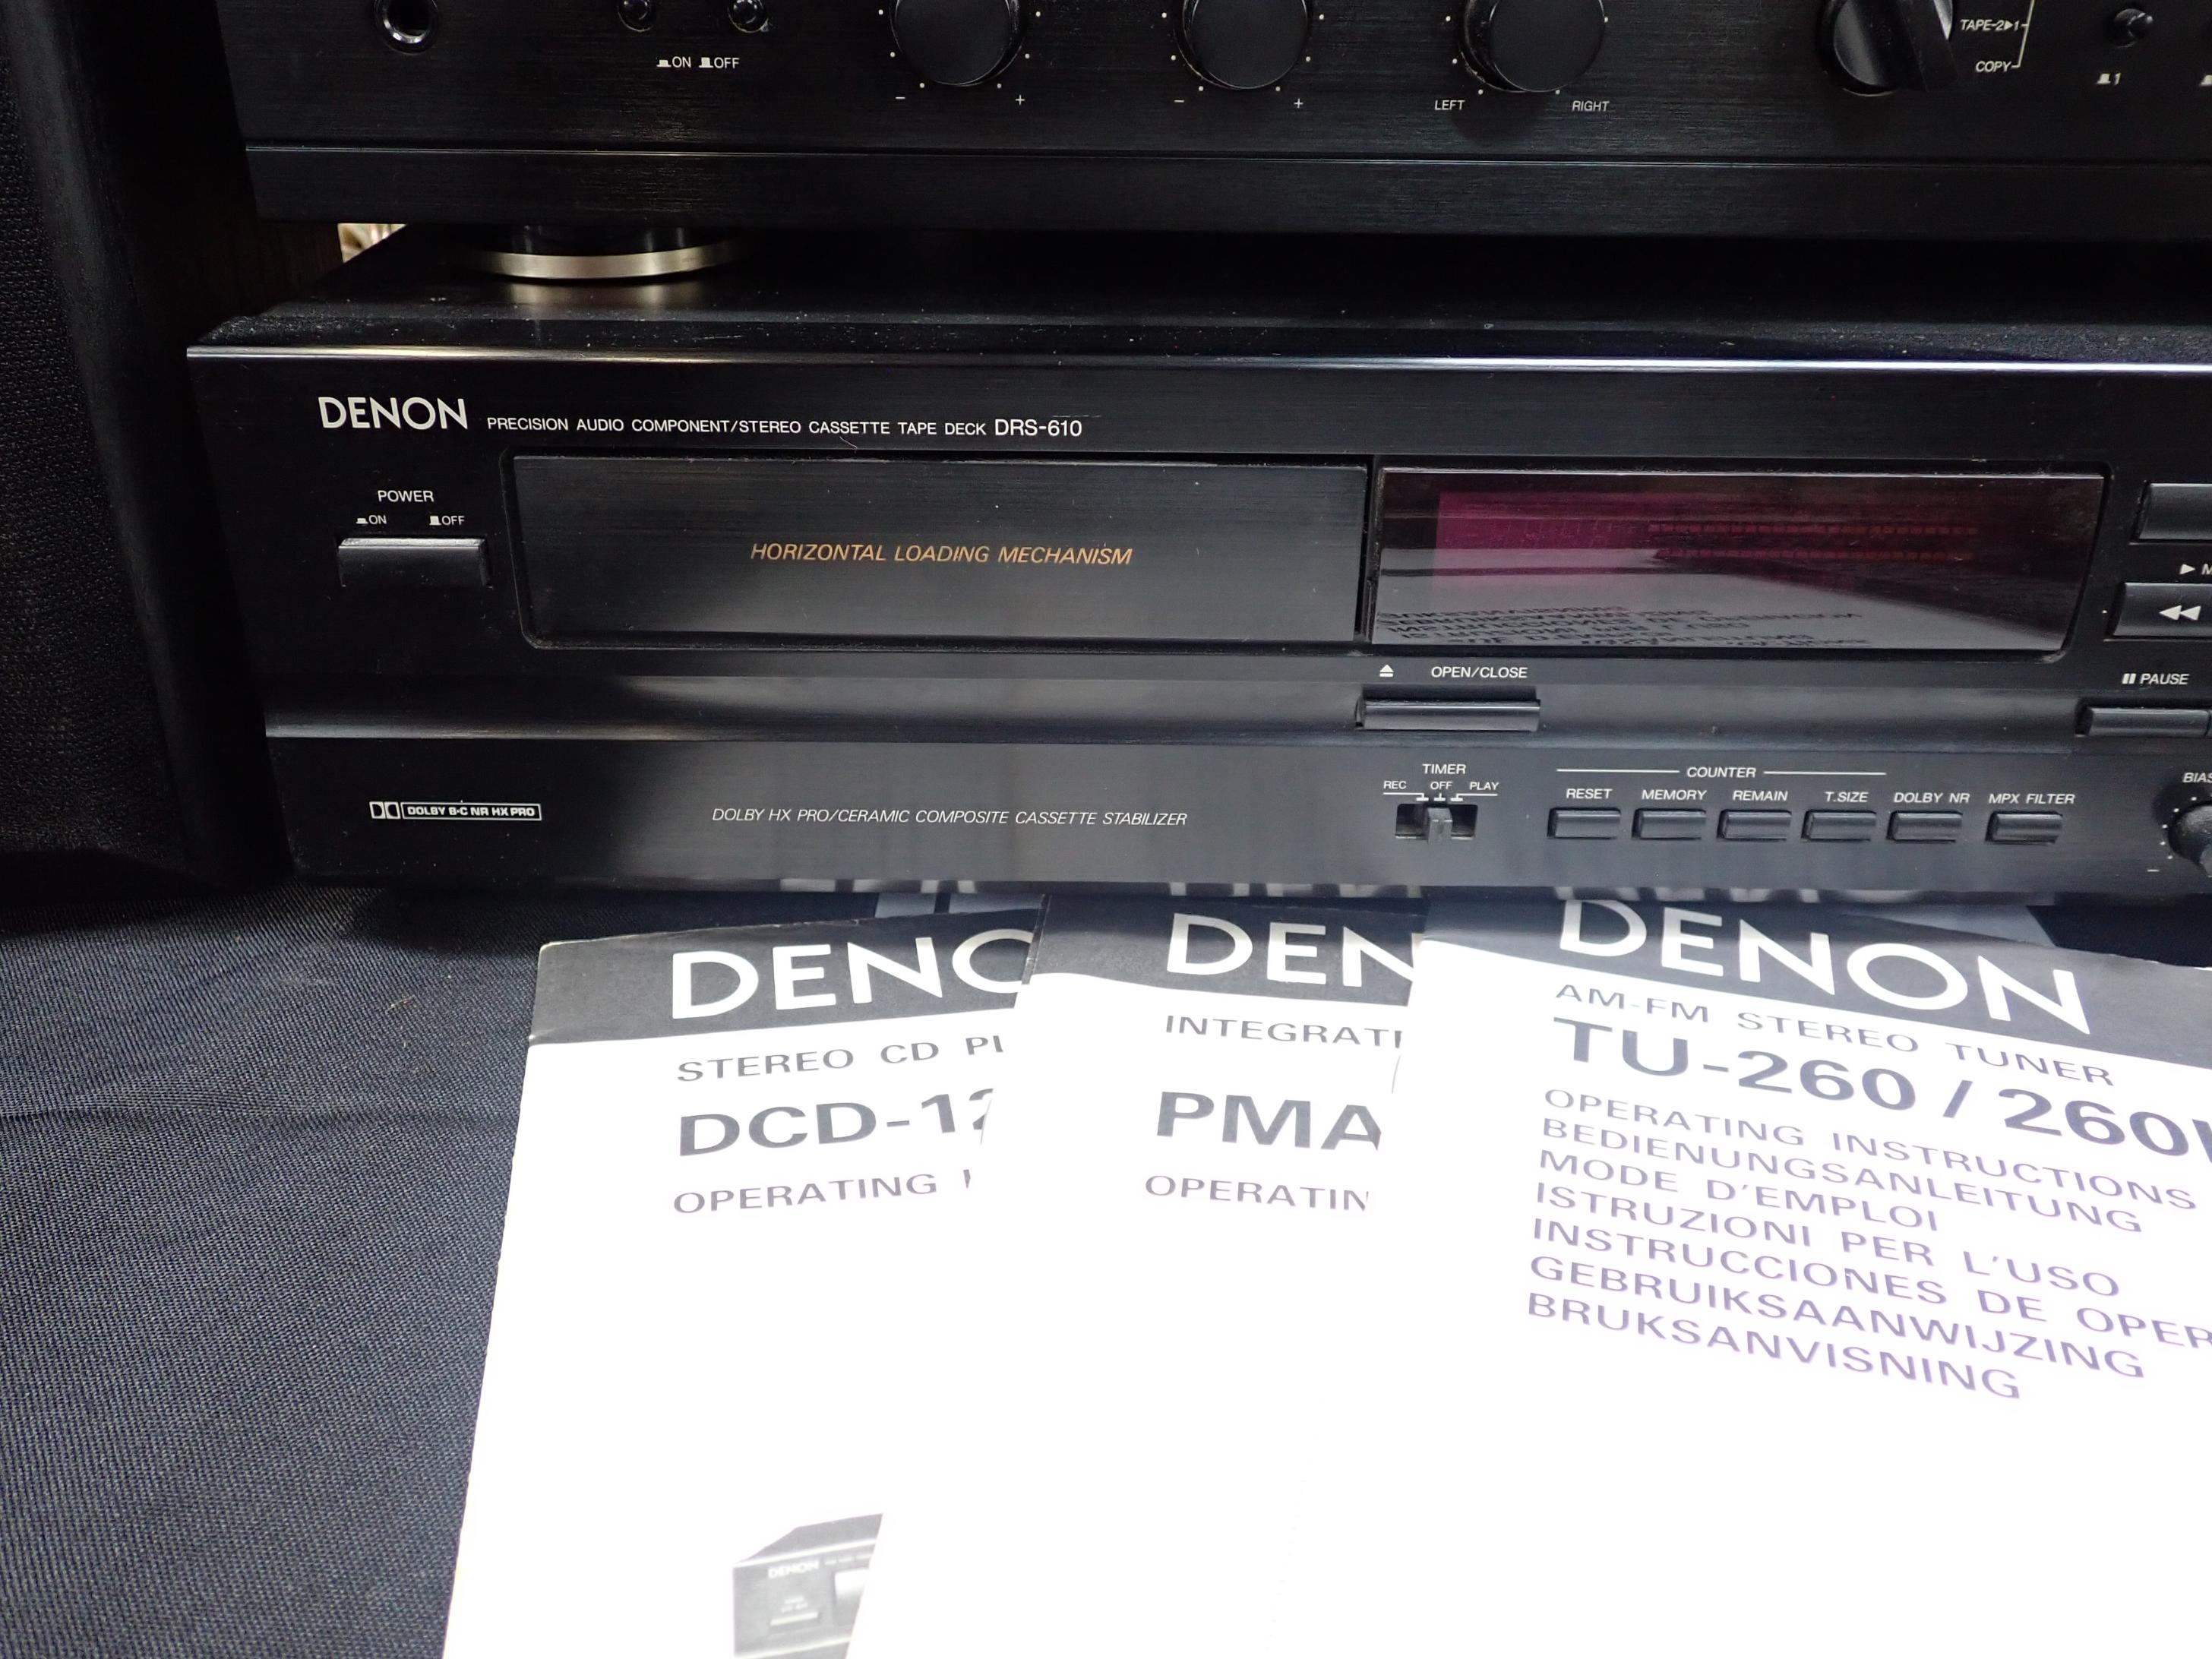 ON OFF
- +
- +
LEFT RIGHT
TAPE-2▶1
COPY
1
DENON PRECISION AUDIO COMPONENT/STEREO CASSETTE TAPE DECK DRS-610
POWER
ON OFF
HORIZONTAL LOADING MECHANISM
OPEN/CLOSE
PAUSE
TIMER
REC OFF PLAY
COUNTER
RESET MEMORY REMAIN T.SIZE DOLBY NR MPX FILTER
DOLBY B·C NR HX PRO
DOLBY HX PRO/CERAMIC COMPOSITE CASSETTE STABILIZER
DENO
STEREO CD
DCD-12
OPERATING
DEN
INTEGRAT
PMA
OPERATIN
DENON
AM-FM STEREO TUNER
TU-260 / 260
OPERATING INSTRUCTIONS
BEDIENUNGSANLEITUNG
MODE D'EMPLOI
ISTRUZIONI PER L'USO
INSTRUCCIONES DE OPER
GEBRUIKSAANWIJZING
BRUKSANVISNING
DENON